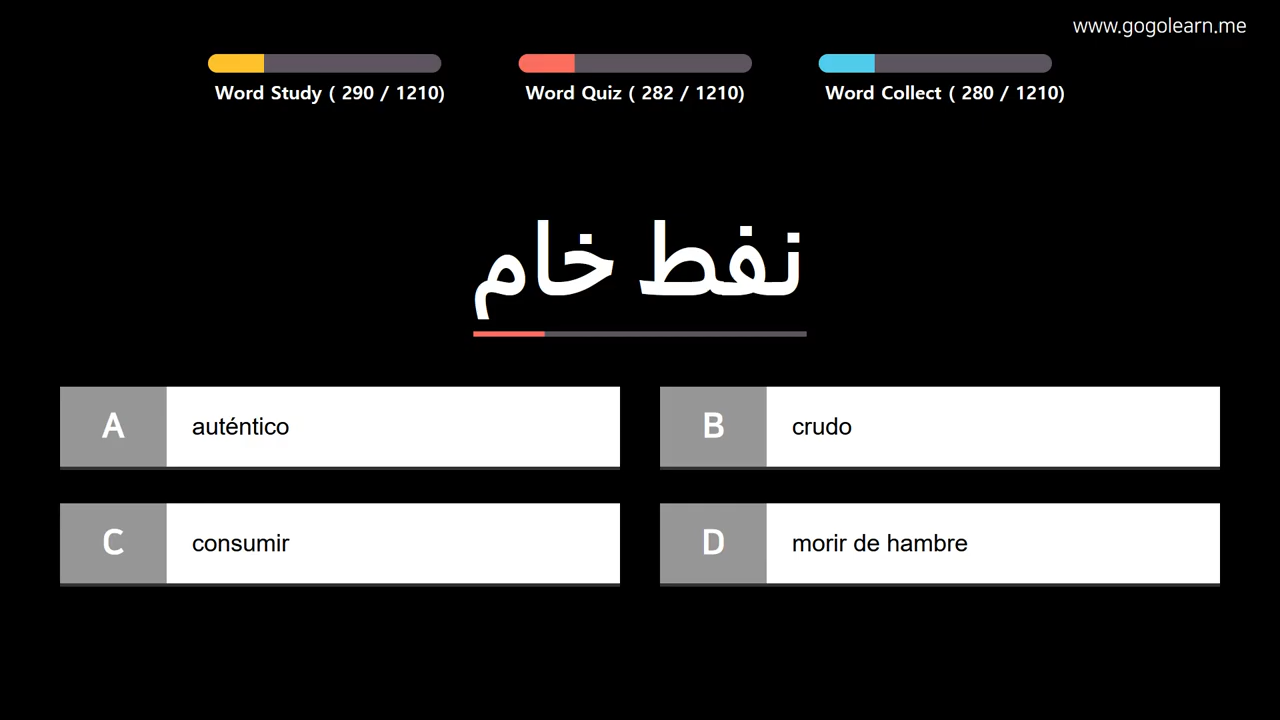 www.gogolearn.me
Word Study ( 290 / 1210)
Word Quiz ( 282 / 1210)
Word Collect ( 280 / 1210)
نفط خام
A auténtico
B crudo
C consumir
D morir de hambre